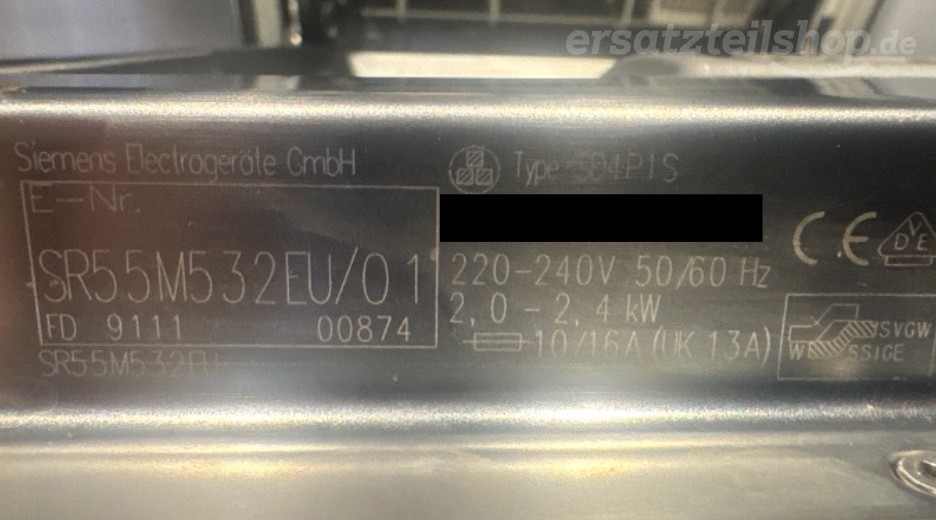 ersatzteilshop.de
Siemens Electrogeräte GmbH
E-Nr.
SR55M532EU/01
FD 9111 00874
SR55M532EU
Type SC4P1S
220-240V 50/60 Hz
2,0 - 2,4 kW
10/16A (UK 13A)
CE
VDE
SVGW
SSIGE